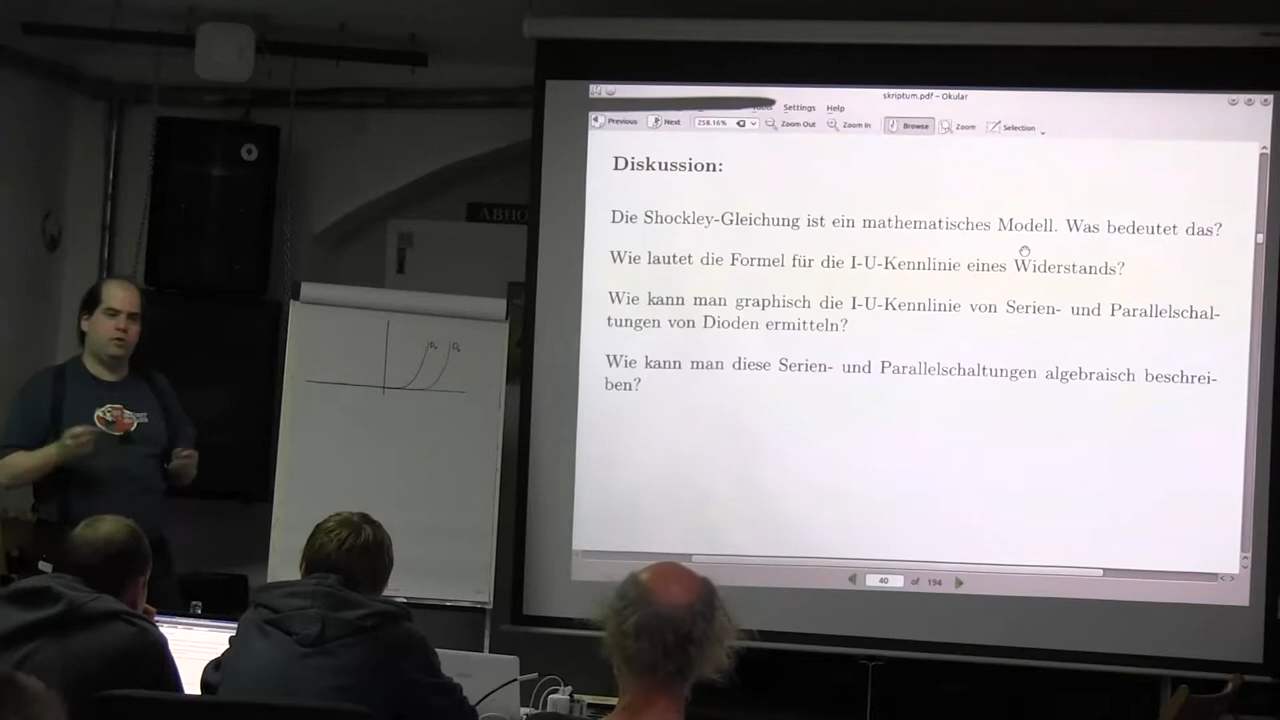 skriptum.pdf – Okular
Settings Help
Previous Next 258.16% Zoom Out Zoom In Browse Zoom Selection
Diskussion:
Die Shockley-Gleichung ist ein mathematisches Modell. Was bedeutet das?
Wie lautet die Formel für die I-U-Kennlinie eines Widerstands?
Wie kann man graphisch die I-U-Kennlinie von Serien- und Parallelschal-
tungen von Dioden ermitteln?
Wie kann man diese Serien- und Parallelschaltungen algebraisch beschrei-
ben?
40 of 194
ABHO